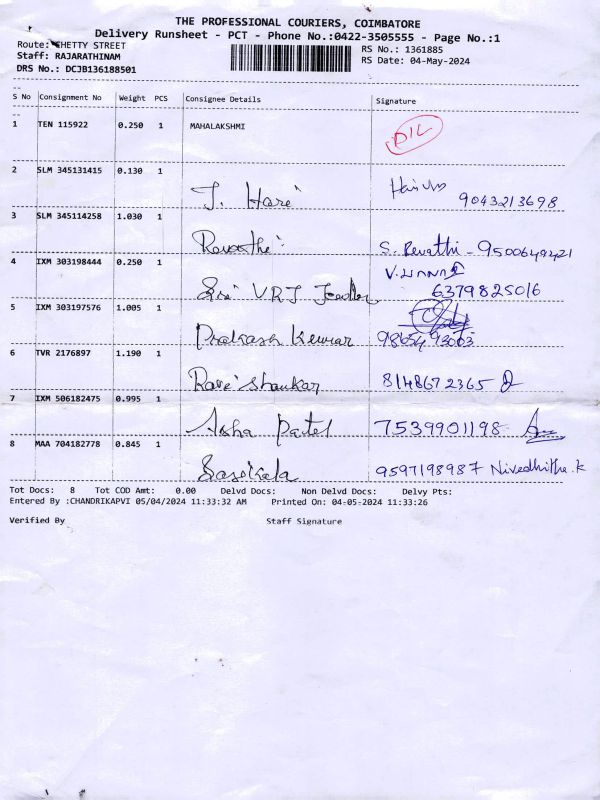 THE PROFESSIONAL COURIERS, COIMBATORE
Delivery Runsheet - PCT - Phone No.:0422-3505555 - Page No.:1
Route: CHETTY STREET
RS No.: 1361885
Staff: RAJARATHINAM
RS Date: 04-May-2024
DRS No.: DCJB136188501
S No Consignment No Weight PCS Consignee Details Signature
1 TEN 115922 0.250 1 MAHALAKSHMI D/L
2 SLM 345131415 0.130 1 J. Hari 9043213698
3 SLM 345114258 1.030 1 Revathi S. Revathi - 9500649421
4 IXM 303198444 0.250 1 Sri VRJ 6379825016
5 IXM 303197576 1.005 1 Prakash Kumar
6 TVR 2176897 1.190 1 Ravi Shankar 8148672365
7 IXM 506182475 0.995 1 Asha Patel 7539901198
8 MAA 704182778 0.845 1 Sasikala 9597198987 Nivedhitha.K
Tot Docs: 8 Tot COD Amt: 0.00 Delvd Docs: Non Delvd Docs: Delvy Pts:
Entered By :CHANDRIKAPVI 05/04/2024 11:33:32 AM Printed On: 04-05-2024 11:33:26
Verified By Staff Signature